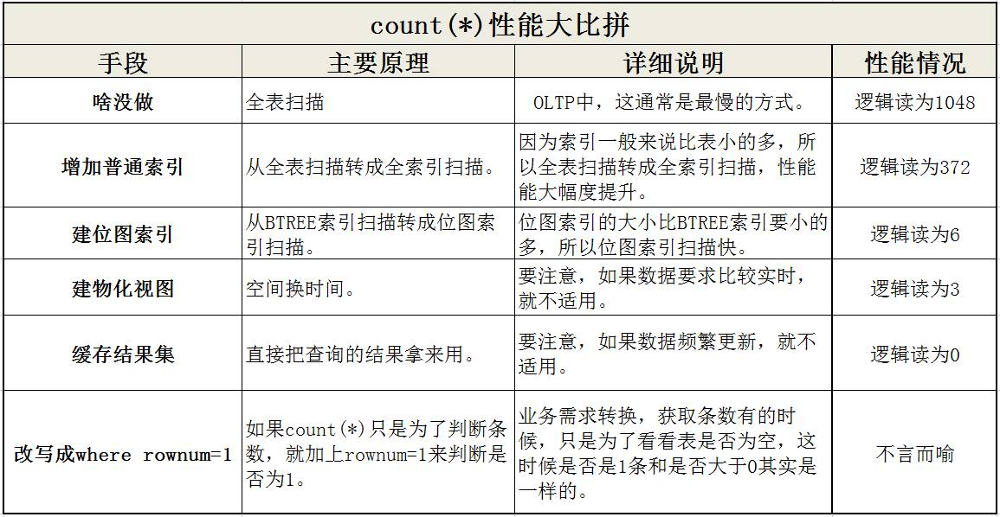 count(*)性能大比拼
手段
主要原理
详细说明
性能情况
啥没做
全表扫描
OLTP中，这通常是最慢的方式。
逻辑读为1048
增加普通索引
从全表扫描转成全索引扫描。
因为索引一般来说比表小的多，所
以全表扫描转成全索引扫描，性能
能大幅度提升。
逻辑读为372
建位图索引
从BTREE索引扫描转成位图索
引扫描。
位图索引的大小比BTREE索引要小的
多，所以位图索引扫描快。
逻辑读为6
建物化视图
空间换时间。
要注意，如果数据要求比较实时，
就不适用。
逻辑读为3
缓存结果集
直接把查询的结果拿来用。
要注意，如果数据频繁更新，就不
适用。
逻辑读为0
改写成where rownum=1
如果count(*)只是为了判断条
数，就加上rownum=1来判断是
否为1。
业务需求转换，获取条数有的时
候，只是为了看看表是否为空，这
时候是否是1条和是否大于0其实是
一样的。
不言而喻